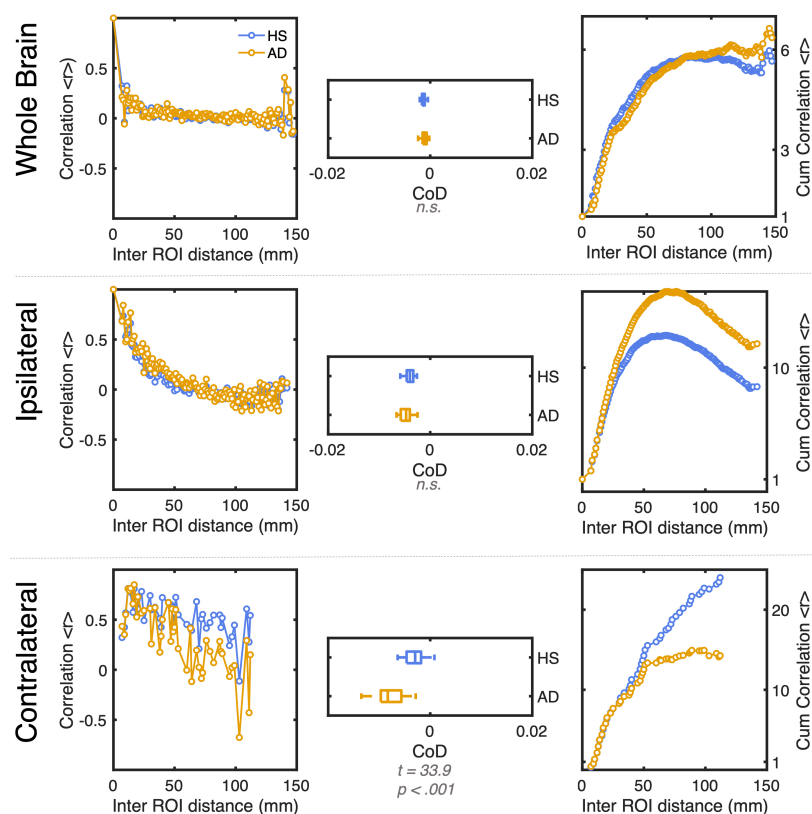 Whole Brain
Correlation <r>)
0.5
0
-0.5
HS
AD
0 50 100 150
Inter ROI distance (mm)
HS
AD
-0.02 0 0.02
CoD
n.s.
6
3
1
Cum Correlation <r>
0 50 100 150
Inter ROI distance (mm)
Ipsilateral
Correlation <r>
0.5
0
-0.5
0 50 100 150
Inter ROI distance (mm)
HS
AD
-0.02 0 0.02
CoD
n.s.
10
1
Cum Correlation <r>
0 50 100 150
Inter ROI distance (mm)
Contralateral
Correlation <r>
0.5
0
-0.5
0 50 100 150
Inter ROI distance (mm)
HS
AD
0 0.02
CoD
t = 33.9
p < .001
20
10
1
Cum Correlation <r>
0 50 100 150
Inter ROI distance (mm)